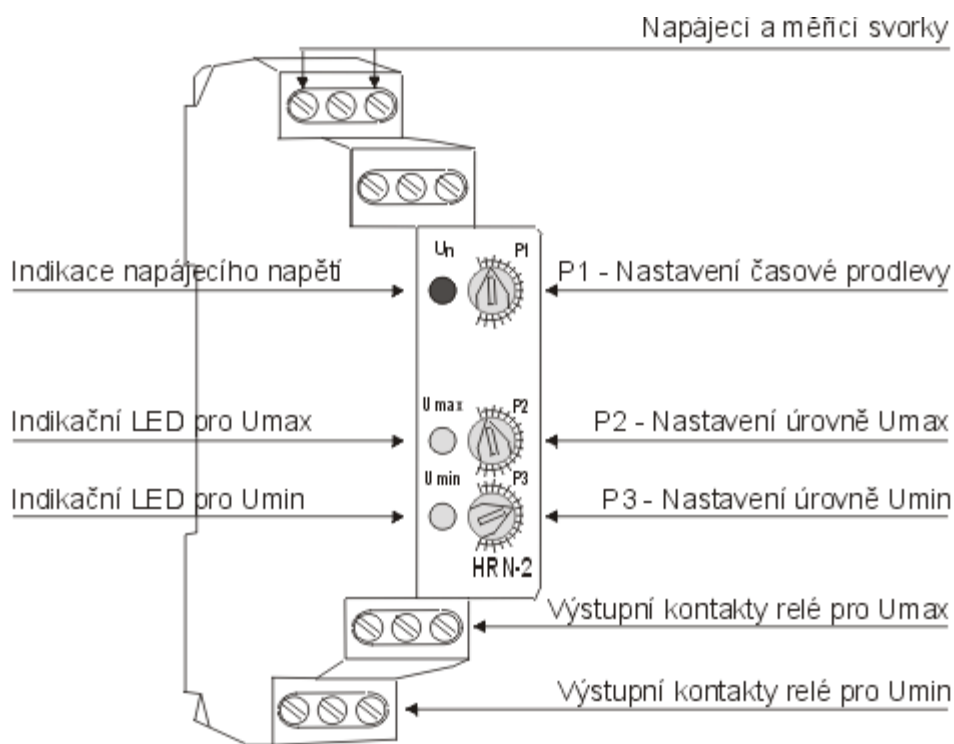 Napájecí a měřicí svorky
Un P1
Indikace napájecího napětí
P1 - Nastavení časové prodlevy
U max P2
Indikační LED pro Umax
P2 - Nastavení úrovně Umax
U min P3
Indikační LED pro Umin
P3 - Nastavení úrovně Umin
HRN-2
Výstupní kontakty relé pro Umax
Výstupní kontakty relé pro Umin